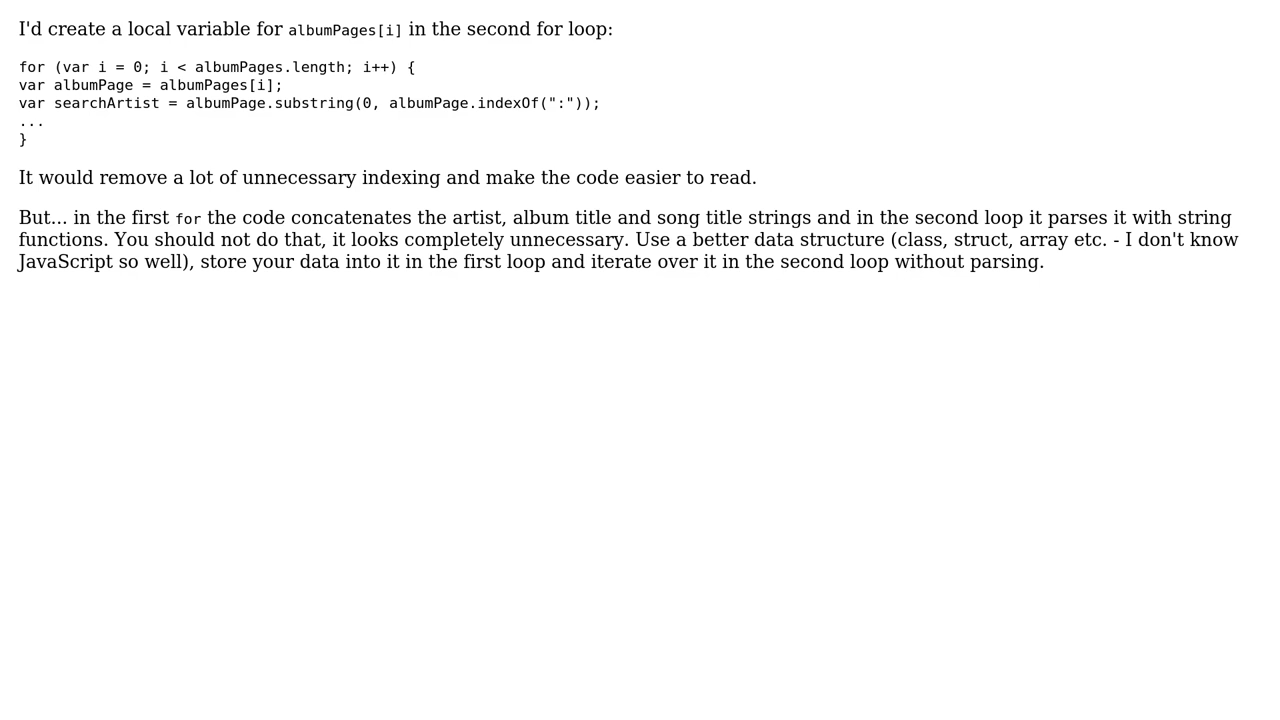 I'd create a local variable for albumPages[i] in the second for loop:
for (var i = 0; i < albumPages.length; i++) {
var albumPage = albumPages[i];
var searchArtist = albumPage.substring(0, albumPage.indexOf(":"));
...
}
It would remove a lot of unnecessary indexing and make the code easier to read.
But... in the first for the code concatenates the artist, album title and song title strings and in the second loop it parses it with string
functions. You should not do that, it looks completely unnecessary. Use a better data structure (class, struct, array etc. - I don't know
JavaScript so well), store your data into it in the first loop and iterate over it in the second loop without parsing.